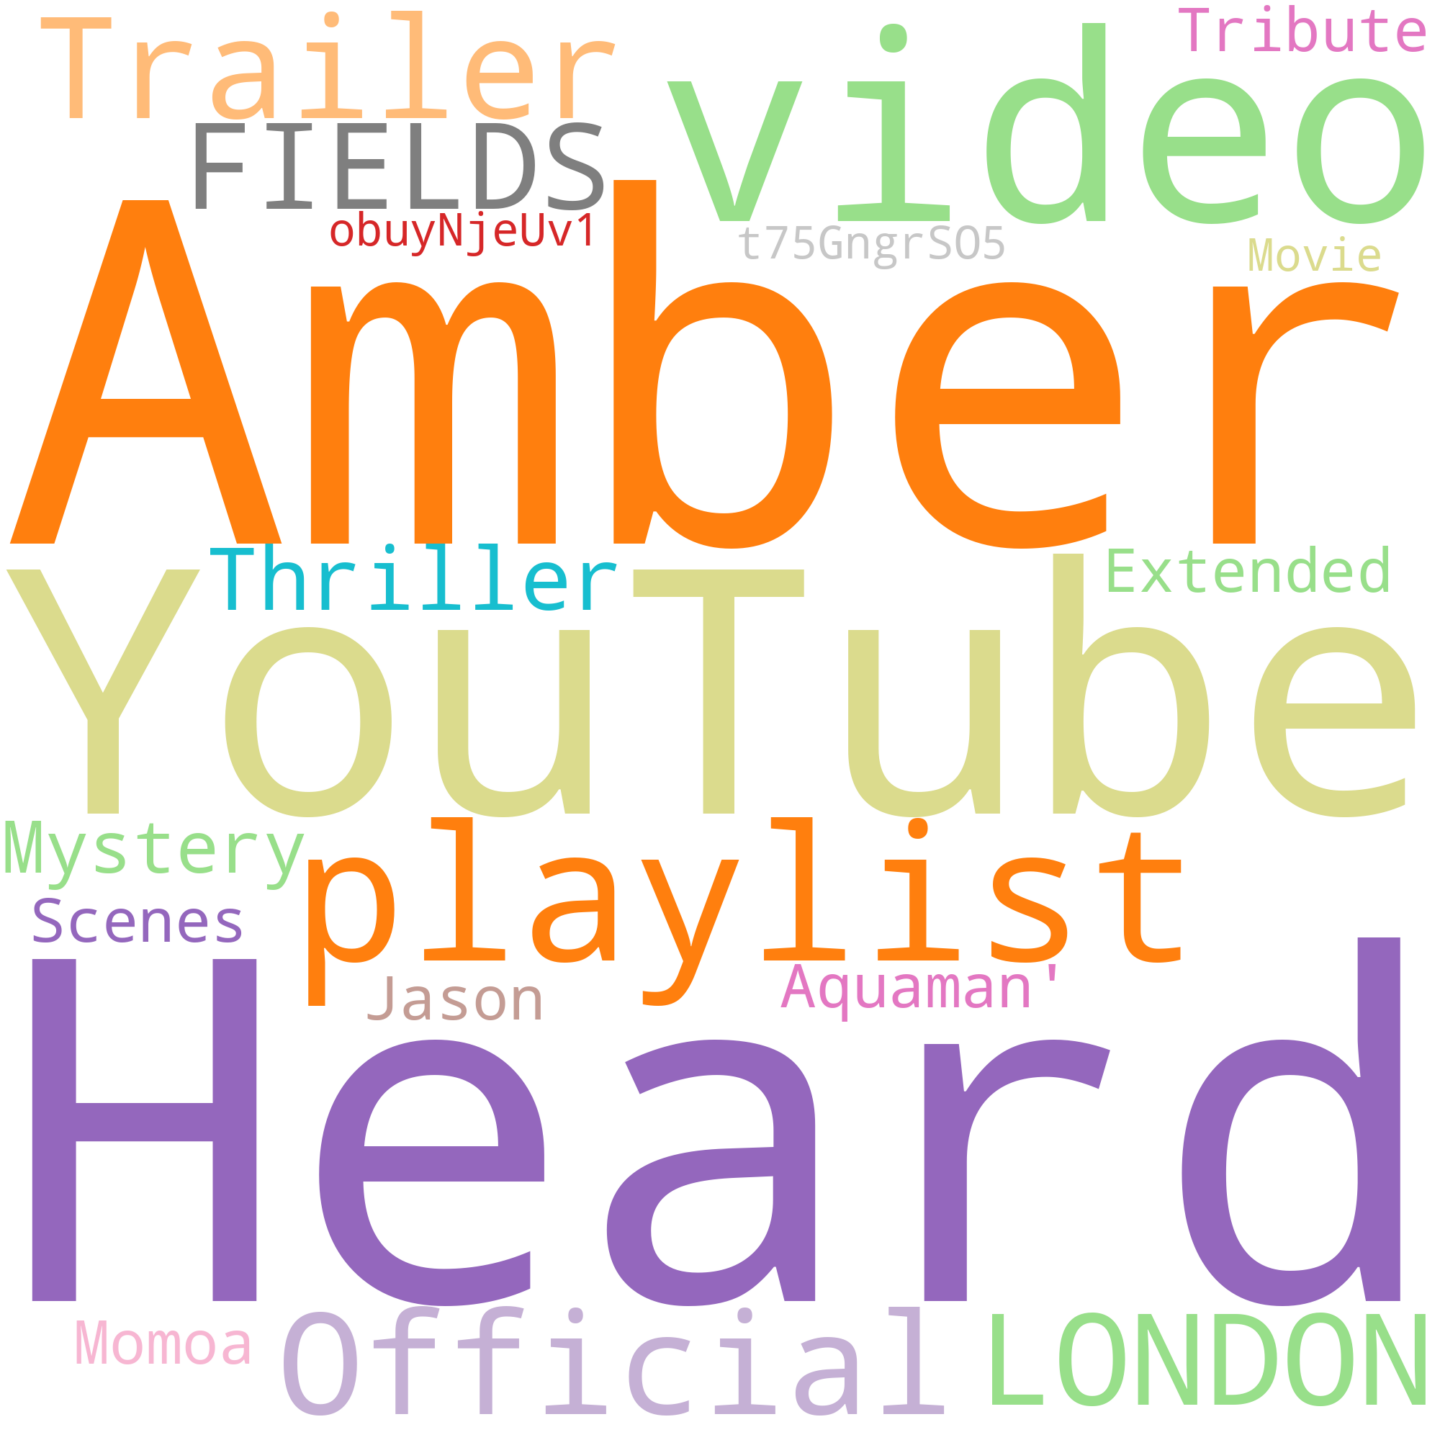 Trailer
Tribute
video
FIELDS
obuyNjeUv1
t75GngrSO5
Movie
Amber
Thriller
Extended
YouTube
Mystery
playlist
Scenes
Jason
Aquaman'
Heard
Momoa
Official
LONDON